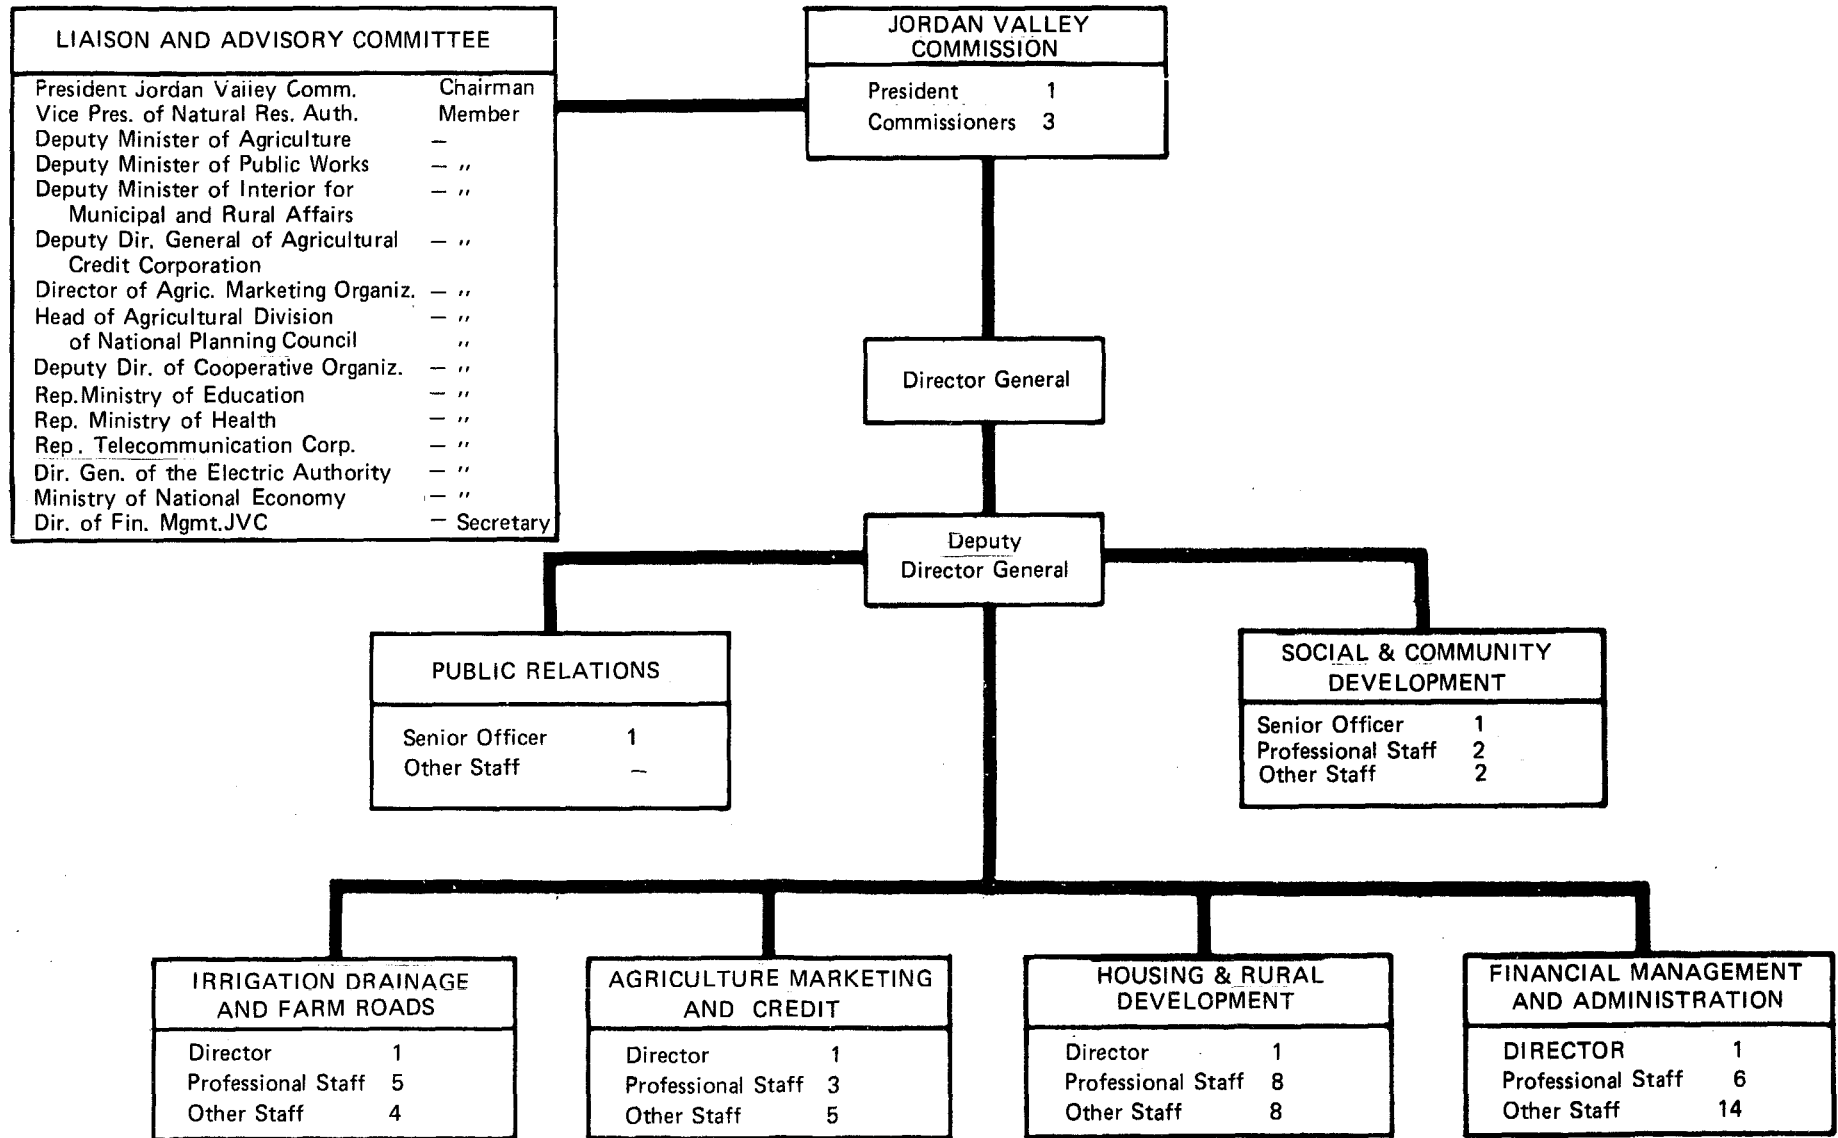 LIAISON AND ADVISORY COMMITTEE
President Jordan Valley Comm. Chairman
Vice Pres. of Natural Res. Auth. Member
Deputy Minister of Agriculture –
Deputy Minister of Public Works – ,,
Deputy Minister of Interior for – ,,
Municipal and Rural Affairs
Deputy Dir. General of Agricultural – ,,
Credit Corporation
Director of Agric. Marketing Organiz. – ,,
Head of Agricultural Division – ,,
of National Planning Council ,,
Deputy Dir. of Cooperative Organiz. – ,,
Rep.Ministry of Education – ,,
Rep. Ministry of Health – ,,
Rep. Telecommunication Corp. – ,,
Dir. Gen. of the Electric Authority – ,,
Ministry of National Economy – ,,
Dir. of Fin. Mgmt.JVC – Secretary
JORDAN VALLEY
COMMISSION
President 1
Commissioners 3
Director General
Deputy
Director General
PUBLIC RELATIONS
Senior Officer 1
Other Staff –
SOCIAL & COMMUNITY
DEVELOPMENT
Senior Officer 1
Professional Staff 2
Other Staff 2
IRRIGATION DRAINAGE
AND FARM ROADS
Director 1
Professional Staff 5
Other Staff 4
AGRICULTURE MARKETING
AND CREDIT
Director 1
Professional Staff 3
Other Staff 5
HOUSING & RURAL
DEVELOPMENT
Director 1
Professional Staff 8
Other Staff 8
FINANCIAL MANAGEMENT
AND ADMINISTRATION
DIRECTOR 1
Professional Staff 6
Other Staff 14